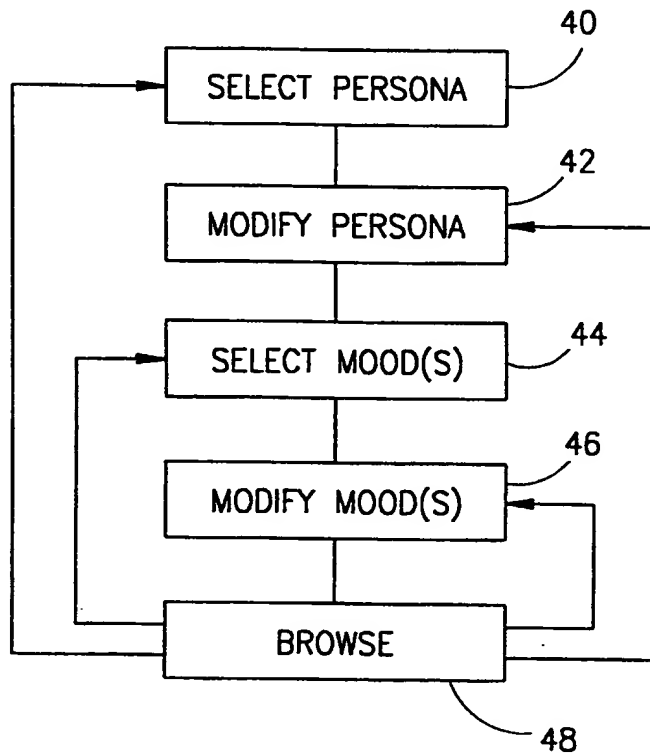 40
SELECT PERSONA
42
MODIFY PERSONA
SELECT MOOD(S)
44
46
MODIFY MOOD(S)
BROWSE
48